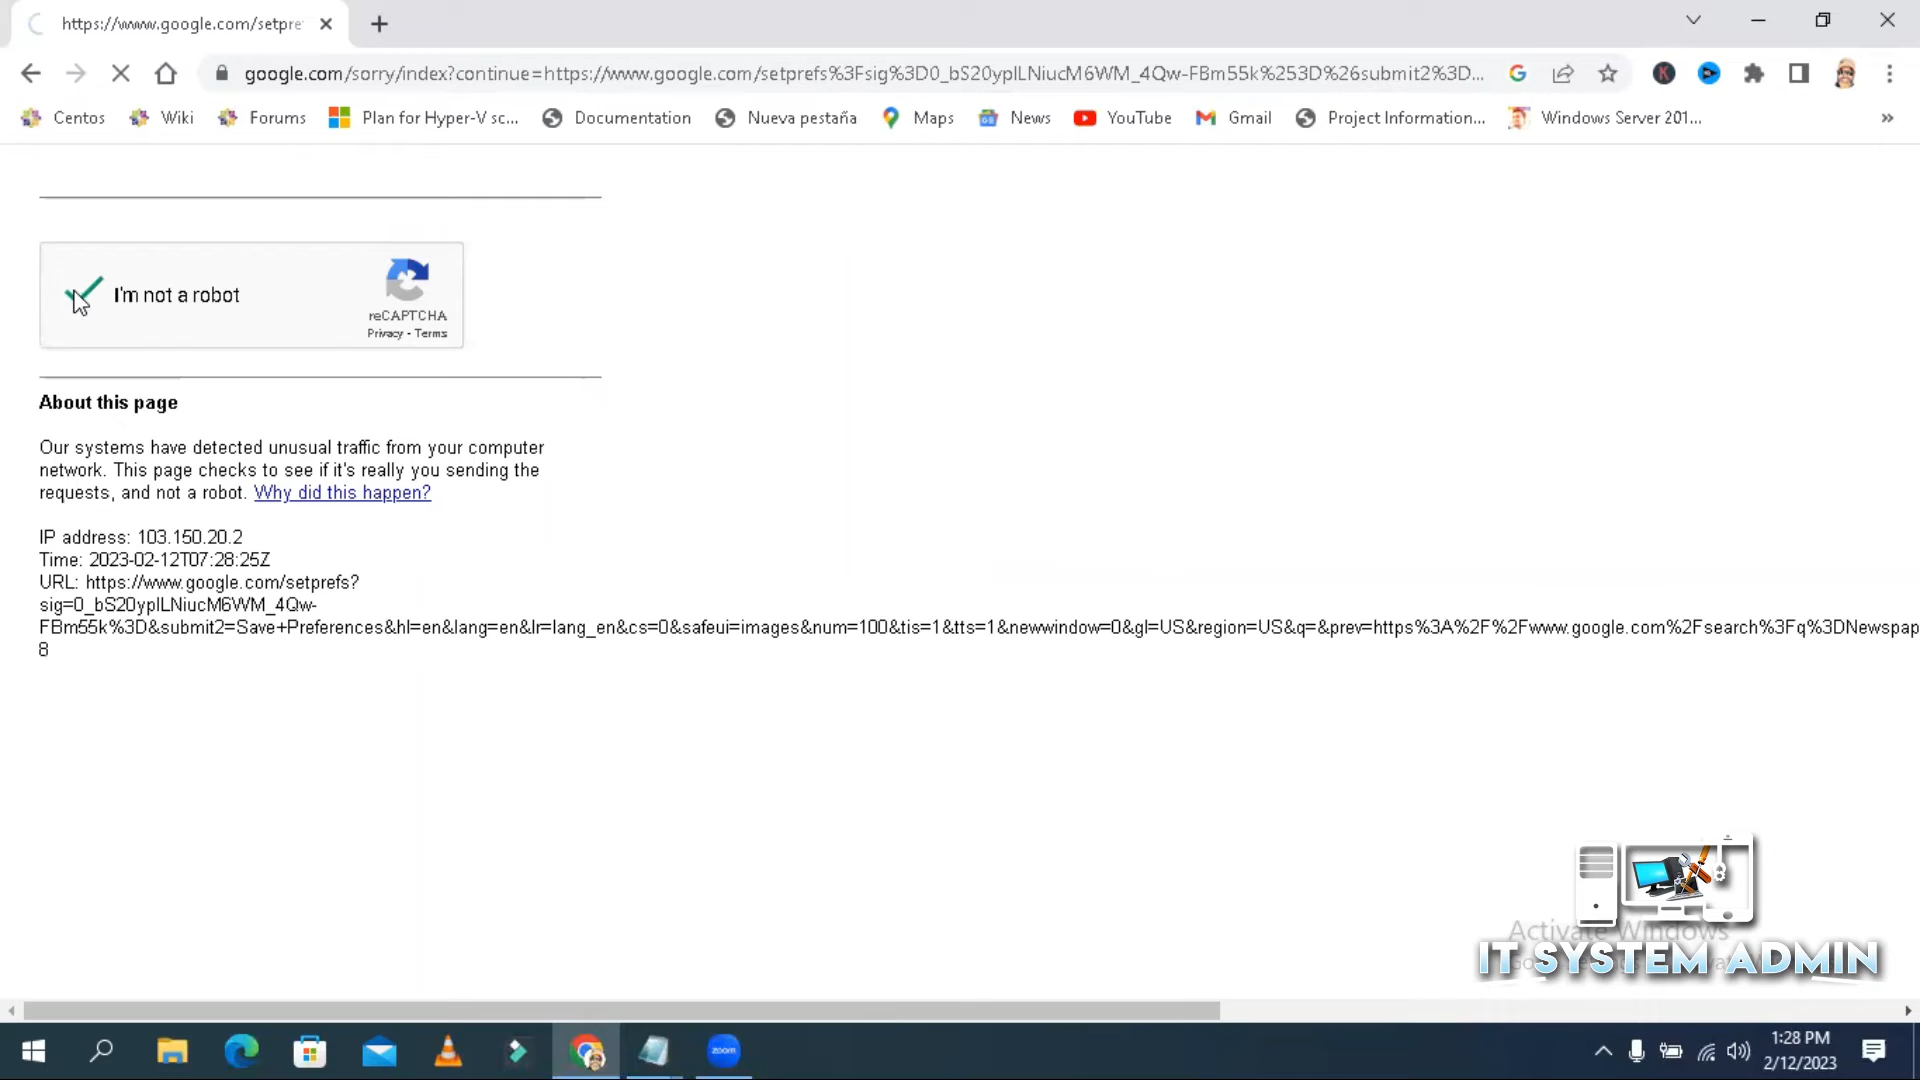 https://www.google.com/setpre
google.com/sorry/index?continue=https://www.google.com/setprefs%3Fsig%3D0_bS20yplLNiucM6WM_4Qw-FBm55k%253D%26submit2%3D...
Centos Wiki Forums Plan for Hyper-V sc... Documentation Nueva pestaña Maps News YouTube Gmail Project Information... Windows Server 201... »
I'm not a robot
reCAPTCHA
Privacy - Terms
About this page
Our systems have detected unusual traffic from your computer
network. This page checks to see if it's really you sending the
requests, and not a robot. Why did this happen?
IP address: 103.150.20.2
Time: 2023-02-12T07:28:25Z
URL: https://www.google.com/setprefs?
sig=0_bS20yplLNiucM6WM_4Qw-
FBm55k%3D&submit2=Save+Preferences&hl=en&lang=en&lr=lang_en&cs=0&safeui=images&num=100&tis=1&tts=1&newwindow=0&gl=US&region=US&q=&prev=https%3A%2F%2Fwww.google.com%2Fsearch%3Fq%3DNewspap
8
Activate Windows
IT SYSTEM ADMIN
zoom
1:28 PM
2/12/2023